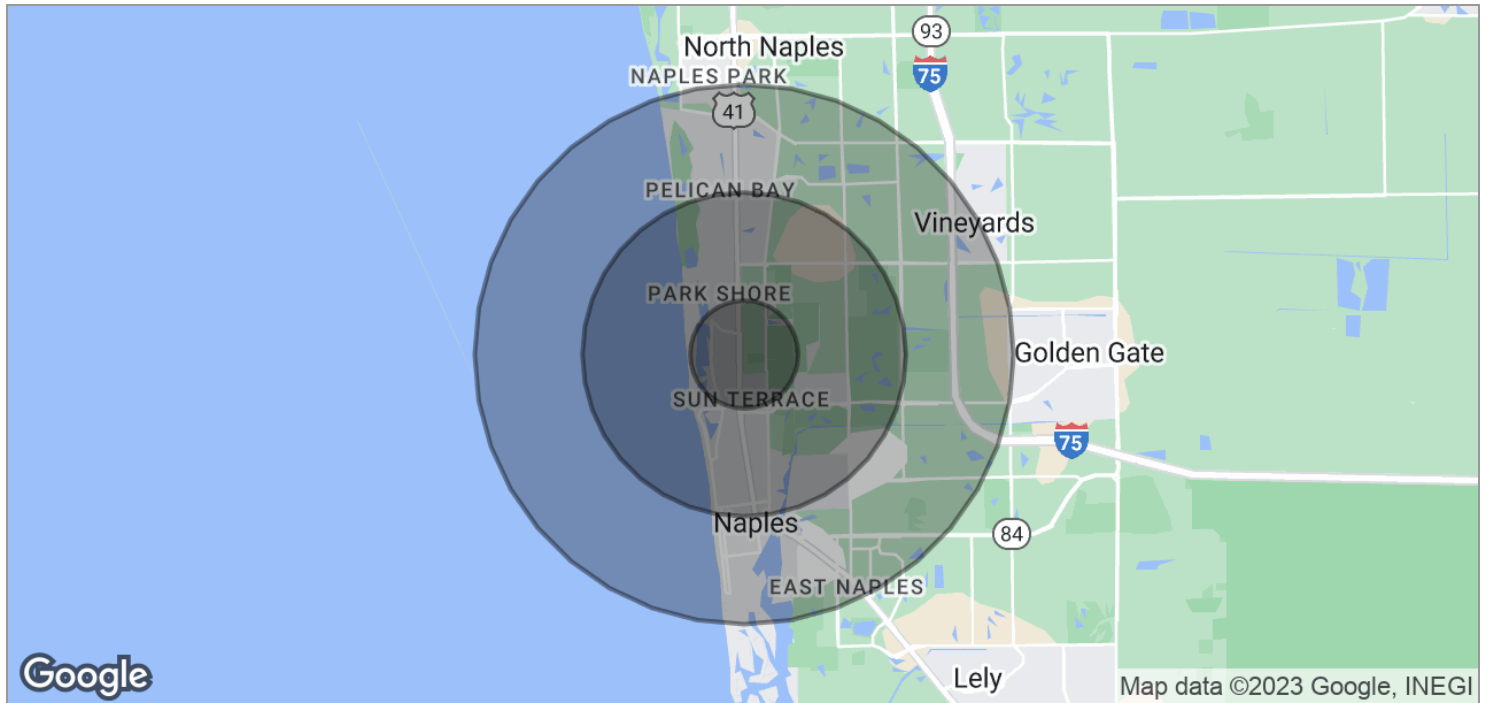 93
North Naples
NAPLES PARK
75
41
PELICAN BAY
Vineyards
PARK SHORE
Golden Gate
SUN TERRACE
75
Naples
84
EAST NAPLES
Lely
Google
Map data ©2023 Google, INEGI